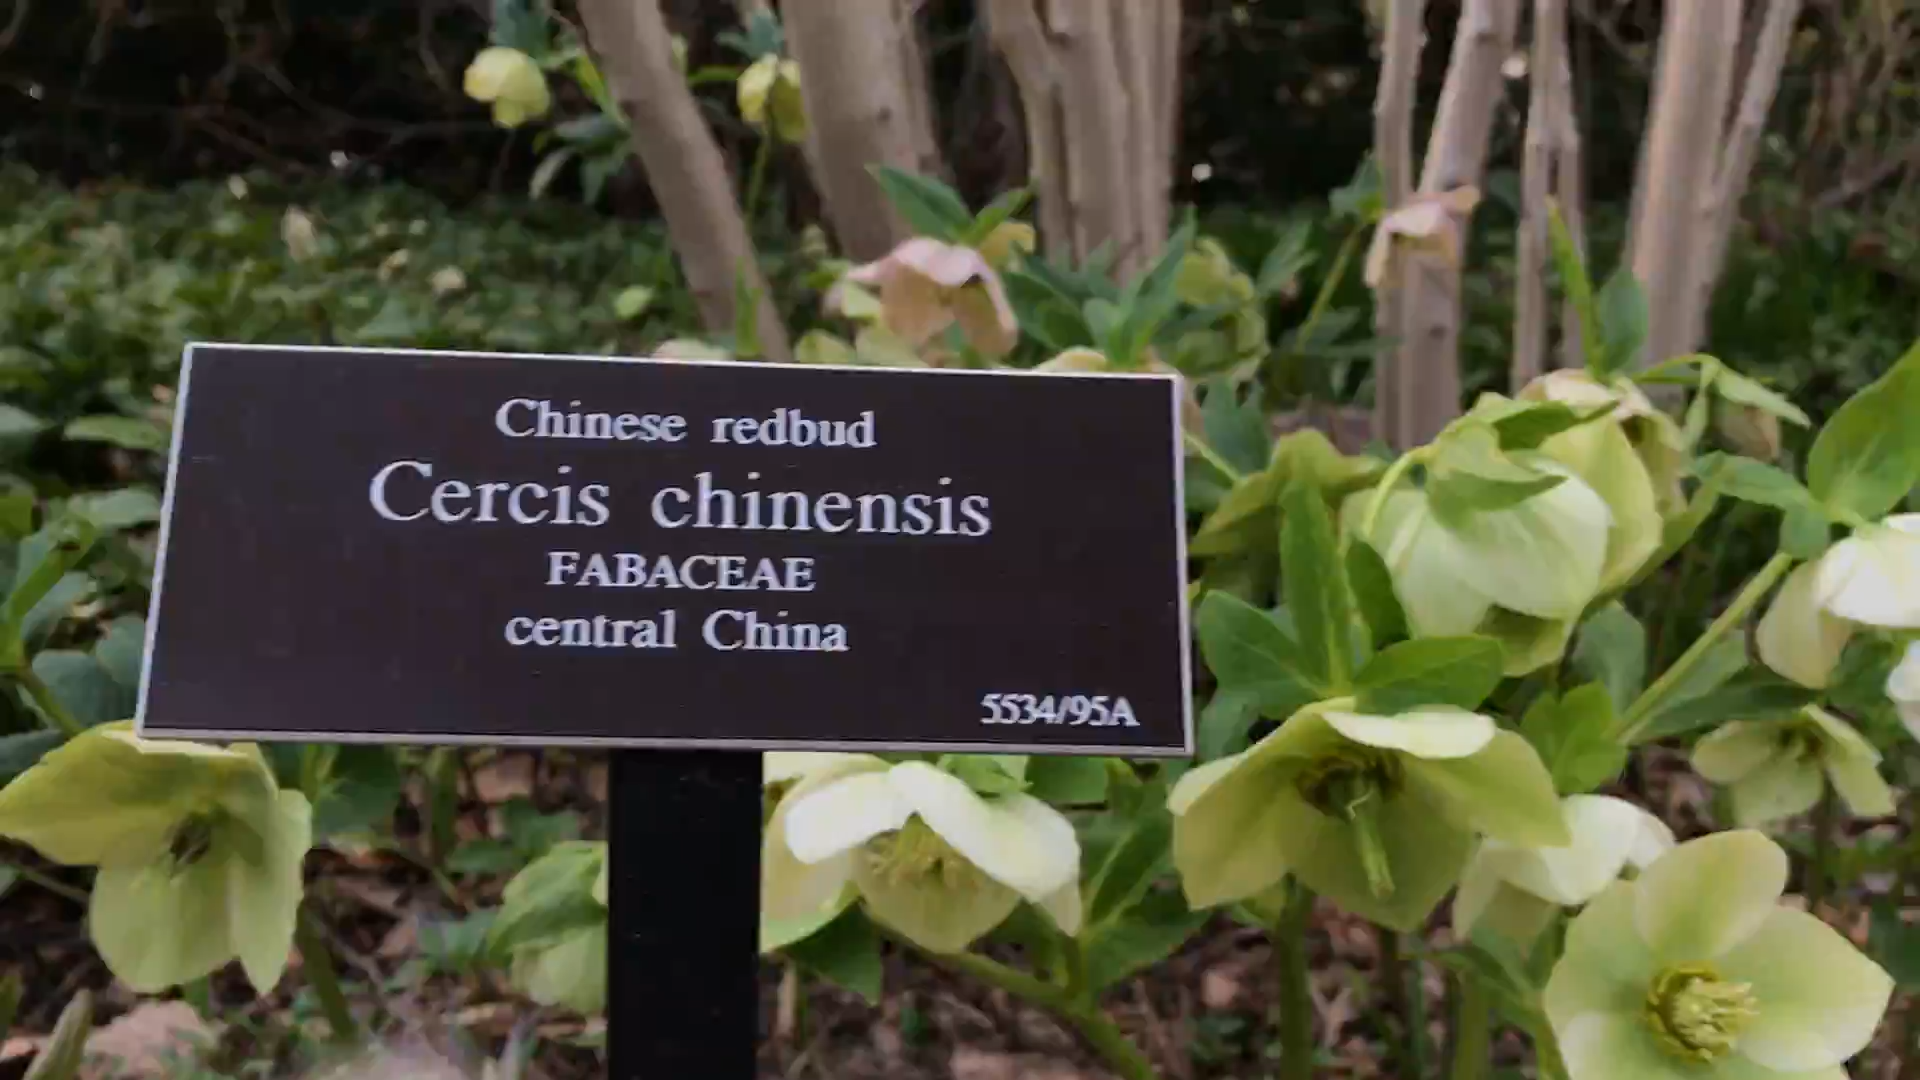 Chinese redbud
Cercis chinensis
FABACEAE
central China
5534/95A